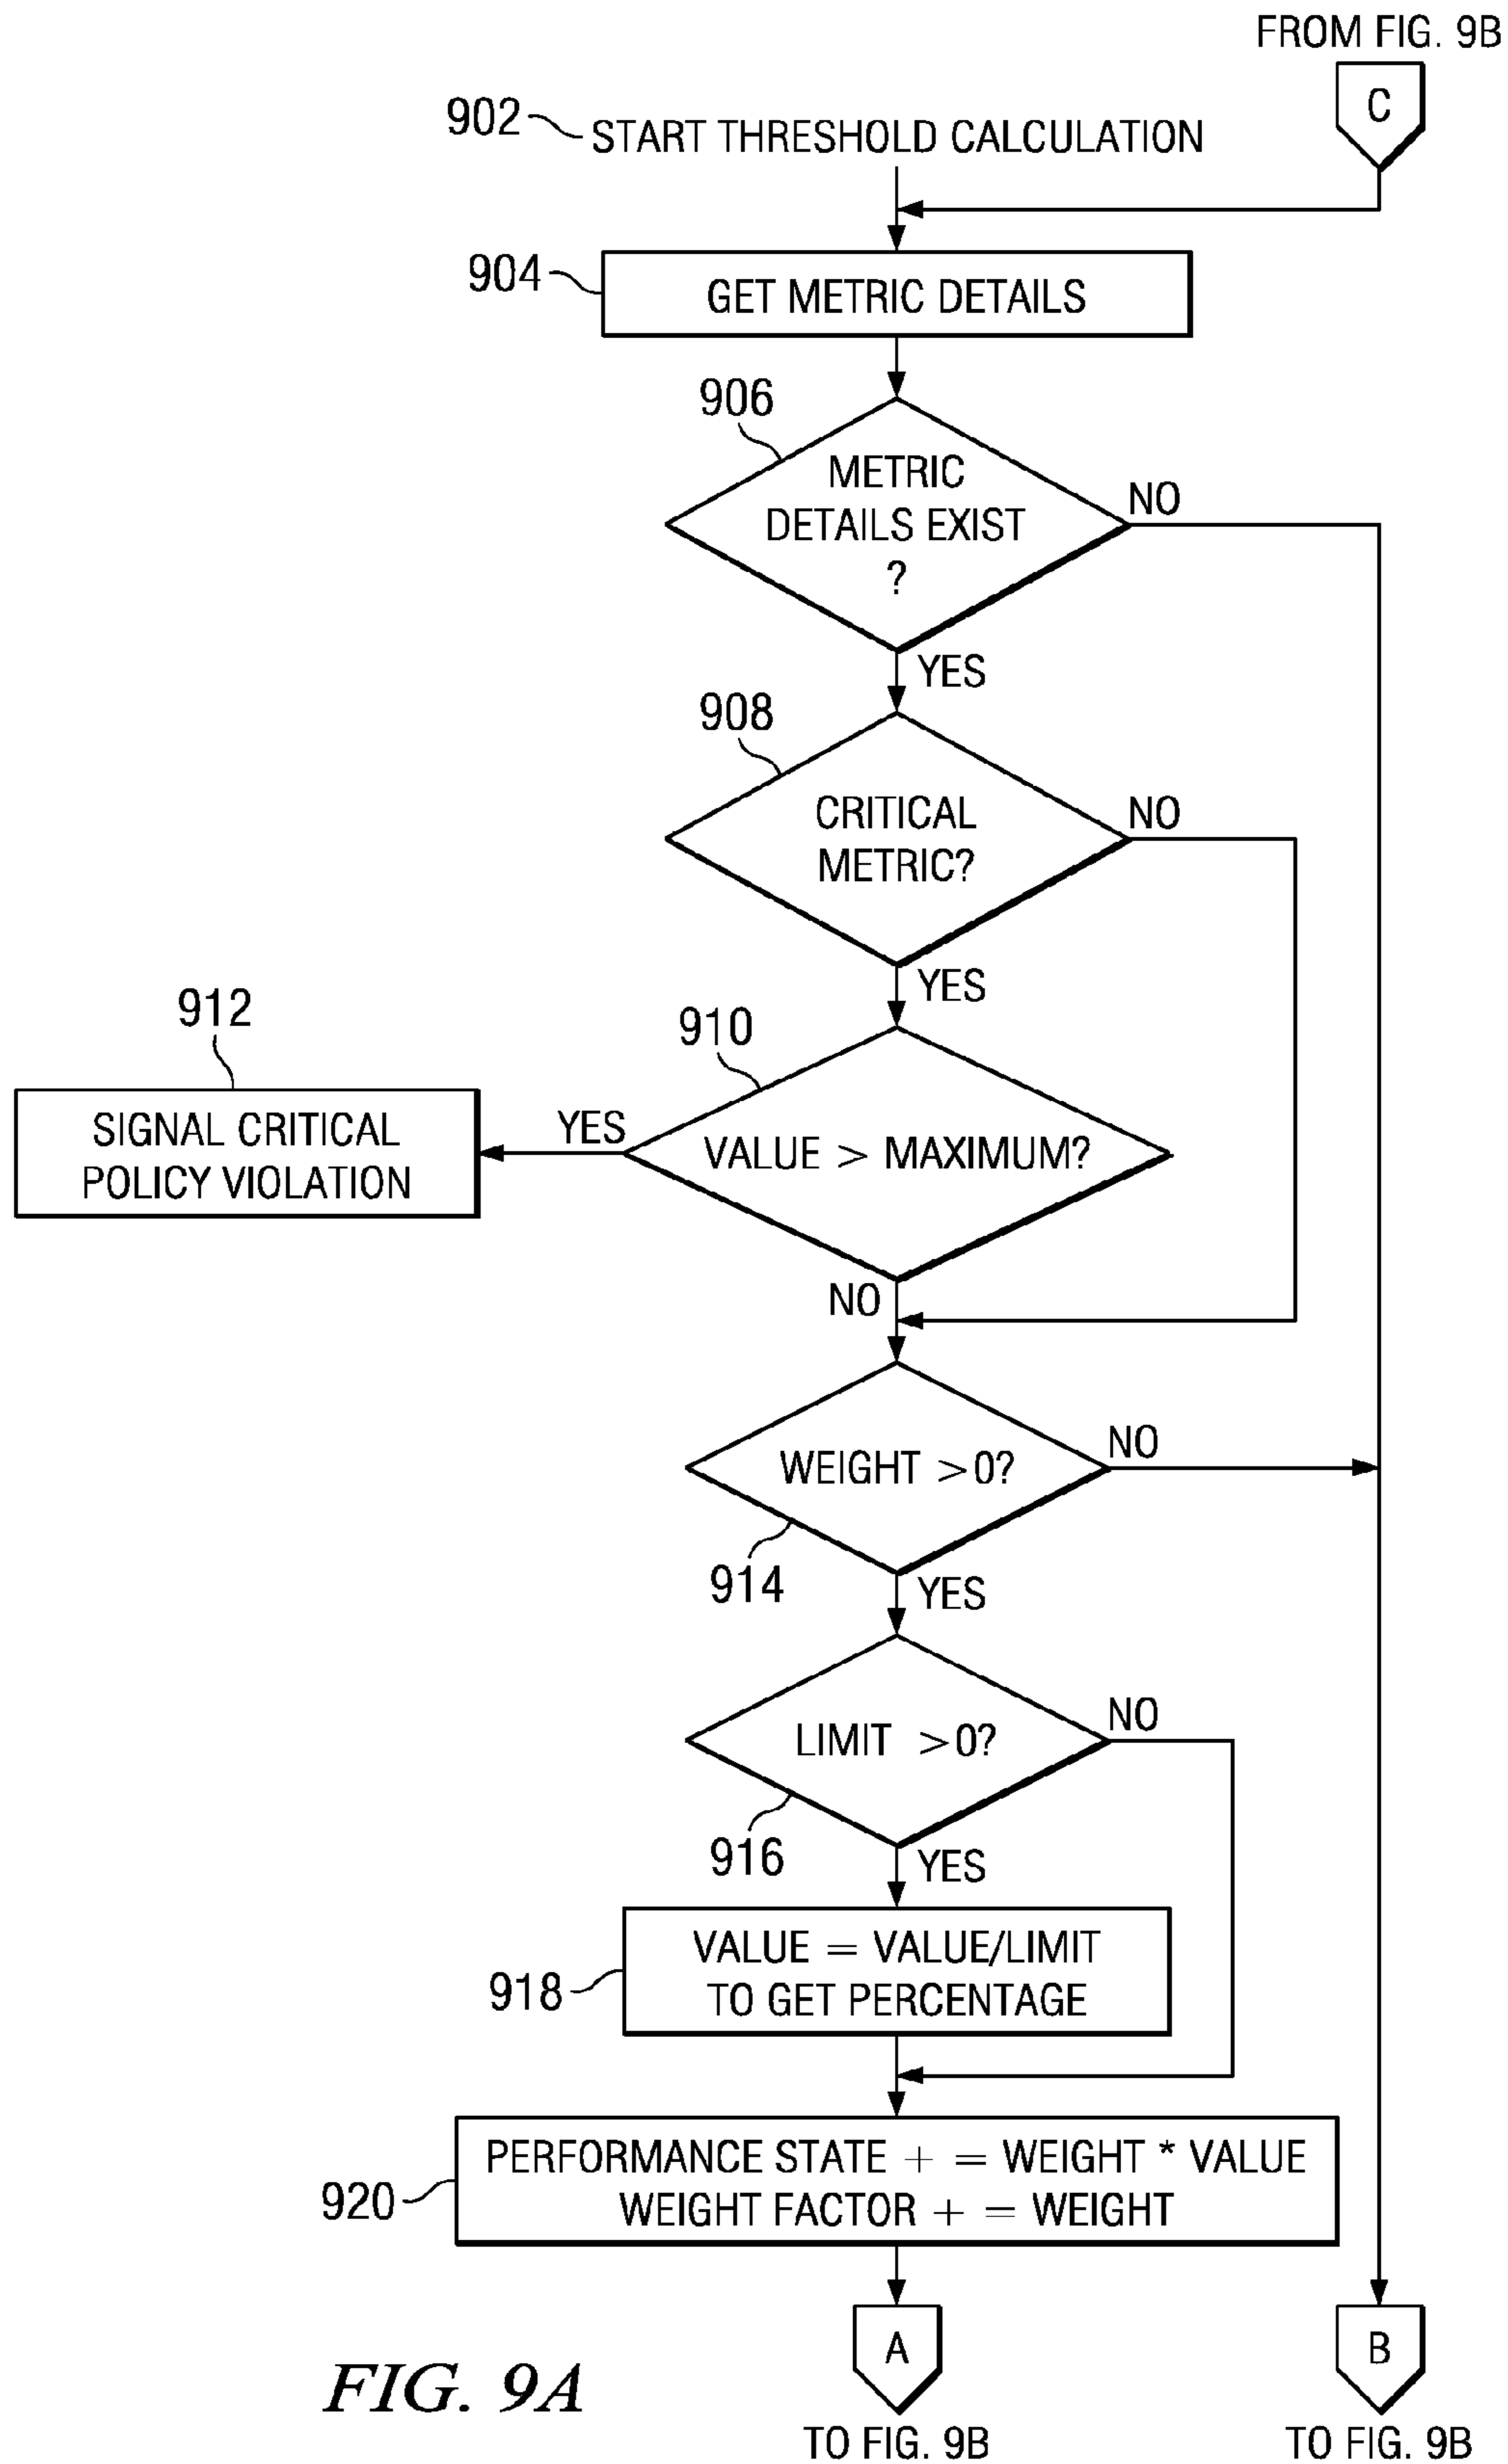 FROM FIG. 9B
C
902
START THRESHOLD CALCULATION
904
GET METRIC DETAILS
906
METRIC
DETAILS EXIST
?
NO
YES
908
CRITICAL
METRIC?
NO
YES
912
910
SIGNAL CRITICAL
POLICY VIOLATION
YES
VALUE > MAXIMUM?
NO
WEIGHT >0?
NO
914
YES
LIMIT >0?
NO
916
YES
918
VALUE = VALUE/LIMIT
TO GET PERCENTAGE
920
PERFORMANCE STATE + = WEIGHT * VALUE
WEIGHT FACTOR + = WEIGHT
FIG. 9A
A
B
TO FIG. 9B
TO FIG. 9B